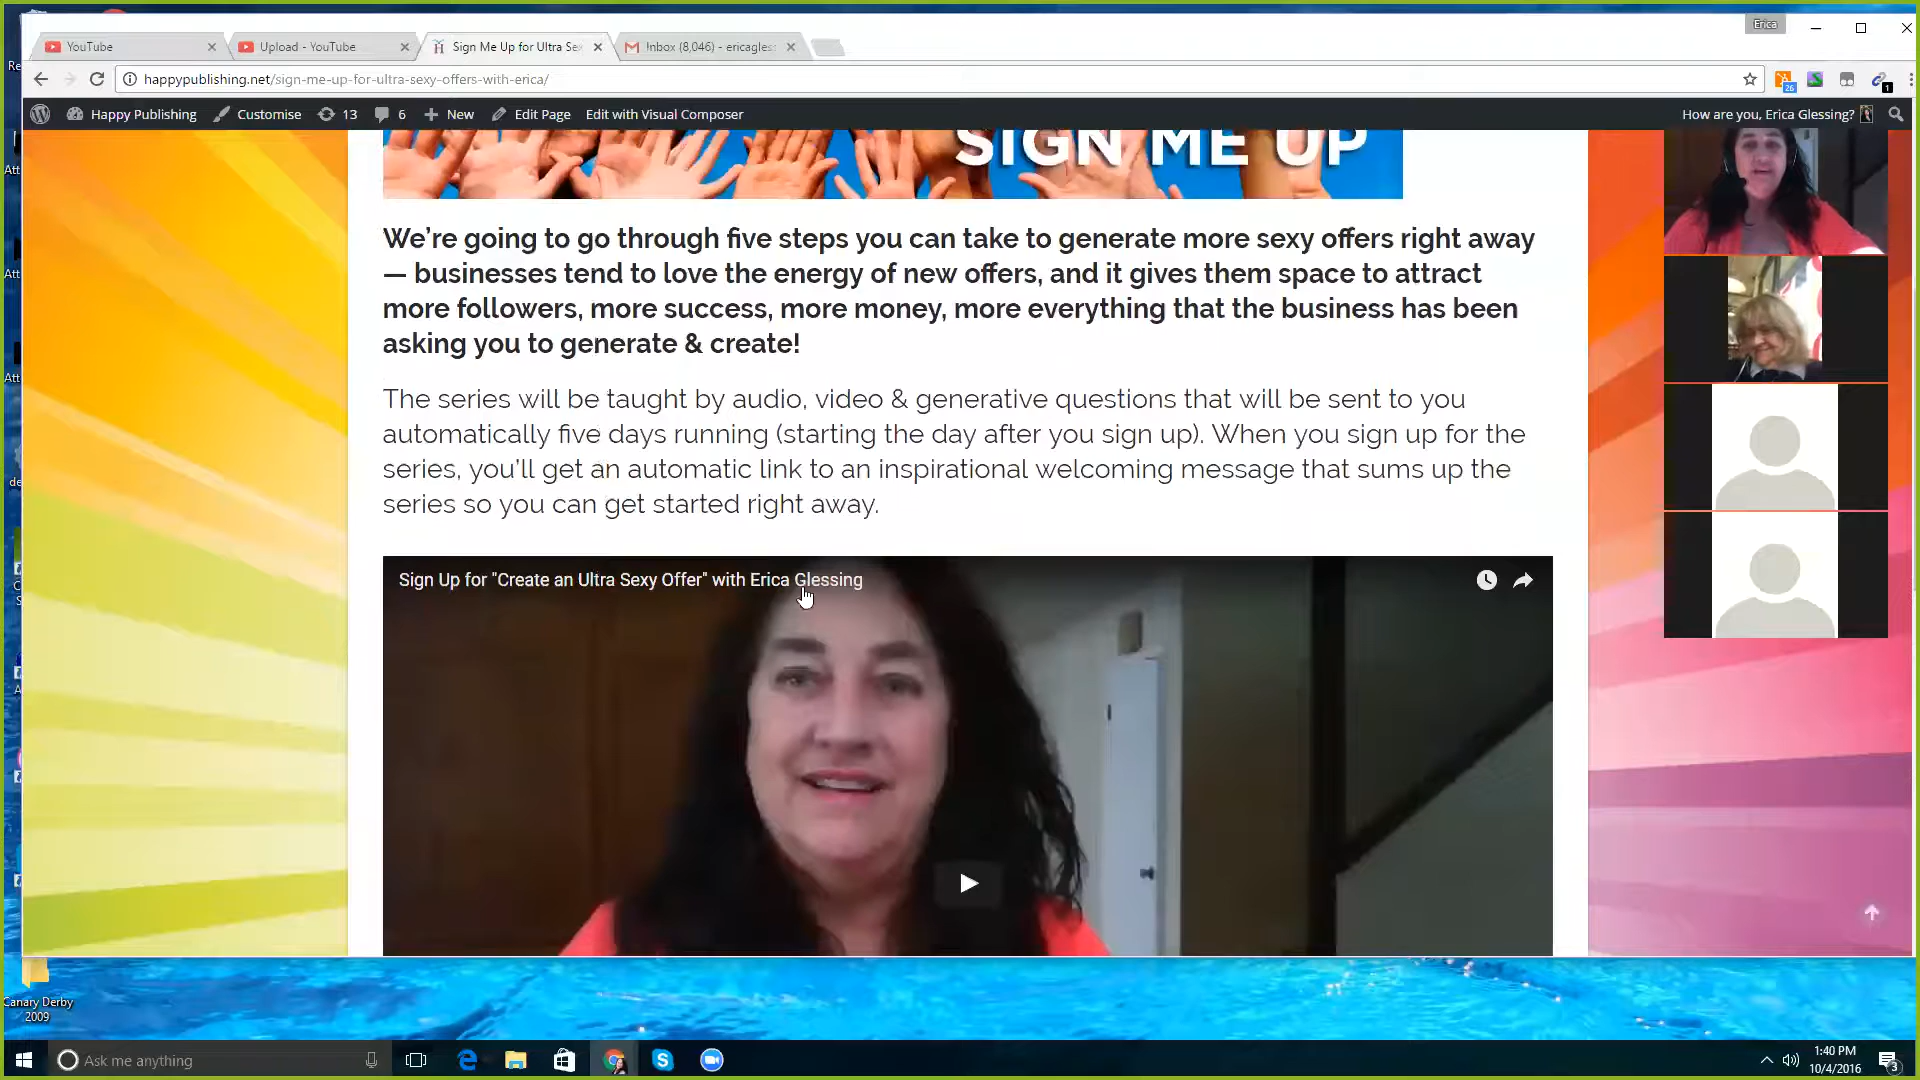 Erica
YouTube
Upload - YouTube
Sign Me Up for Ultra Se
Inbox (8,046) - ericagles
happypublishing.net/sign-me-up-for-ultra-sexy-offers-with-erica/
26
1
Happy Publishing
Customise
13
6
New
Edit Page
Edit with Visual Composer
How are you, Erica Glessing?
SIGN ME UP
We’re going to go through five steps you can take to generate more sexy offers right away
— businesses tend to love the energy of new offers, and it gives them space to attract
more followers, more success, more money, more everything that the business has been
asking you to generate & create!
The series will be taught by audio, video & generative questions that will be sent to you
automatically five days running (starting the day after you sign up). When you sign up for the
series, you’ll get an automatic link to an inspirational welcoming message that sums up the
series so you can get started right away.
Sign Up for "Create an Ultra Sexy Offer" with Erica Glessing
Re
Att
Att
Att
de
C
S
A
Canary Derby
2009
Ask me anything
1:40 PM
10/4/2016
3